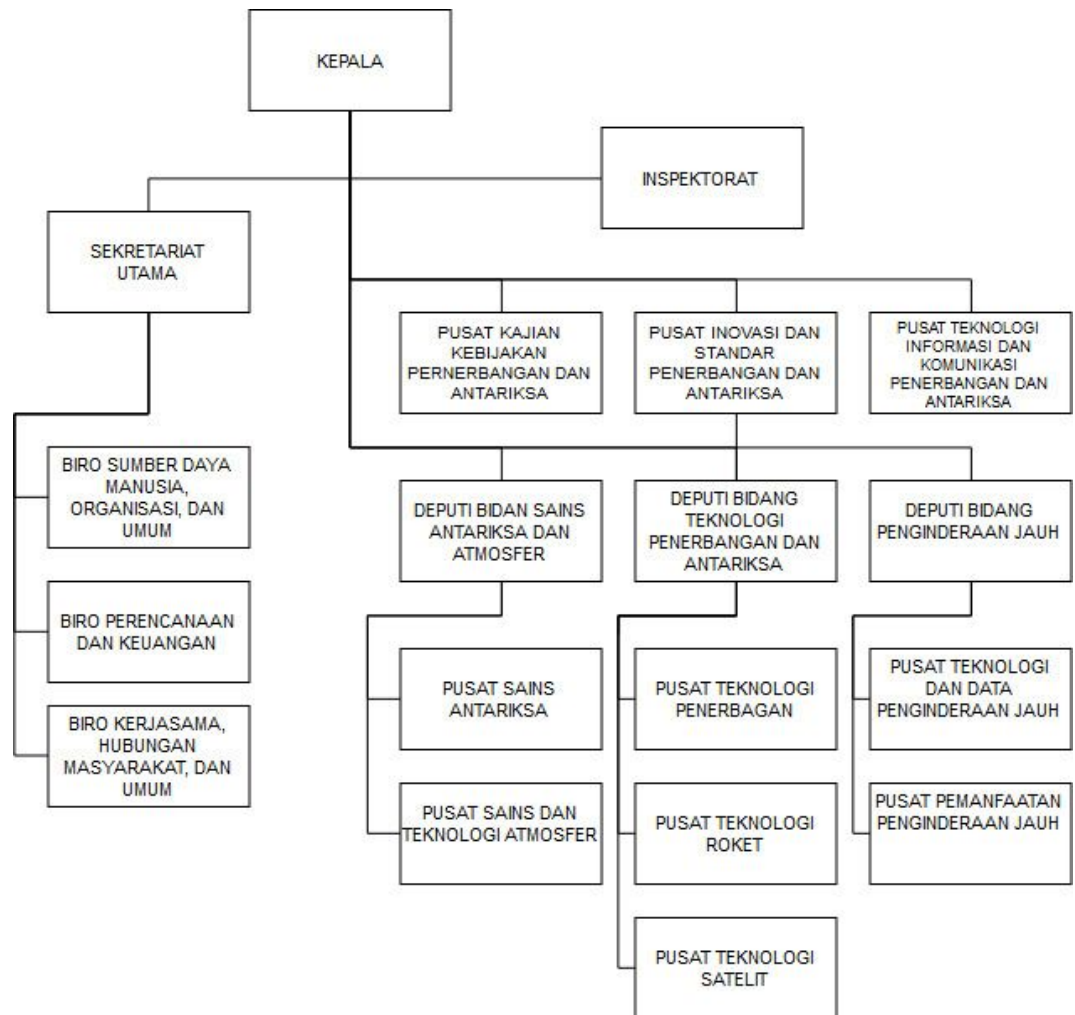 KEPALA
INSPEKTORAT
SEKRETARIAT
UTAMA
PUSAT KAJIAN
KEBIJAKAN
PERNERBANGAN DAN
ANTARIKSA
PUSAT INOVASI DAN
STANDAR
PENERBANGAN DAN
ANTARIKSA
PUSAT TEKNOLOGI
INFORMASI DAN
KOMUNIKASI
PENERBANGAN DAN
ANTARIKSA
BIRO SUMBER DAYA
MANUSIA,
ORGANISASI, DAN
UMUM
BIRO PERENCANAAN
DAN KEUANGAN
BIRO KERJASAMA,
HUBUNGAN
MASYARAKAT, DAN
UMUM
DEPUTI BIDAN SAINS
ANTARIKSA DAN
ATMOSFER
DEPUTI BIDANG
TEKNOLOGI
PENERBANGAN DAN
ANTARIKSA
DEPUTI BIDANG
PENGINDERAAN JAUH
PUSAT SAINS
ANTARIKSA
PUSAT SAINS DAN
TEKNOLOGI ATMOSFER
PUSAT TEKNOLOGI
PENERBAGAN
PUSAT TEKNOLOGI
ROKET
PUSAT TEKNOLOGI
SATELIT
PUSAT TEKNOLOGI
DAN DATA
PENGINDERAAN JAUH
PUSAT PEMANFAATAN
PENGINDERAAN JAUH